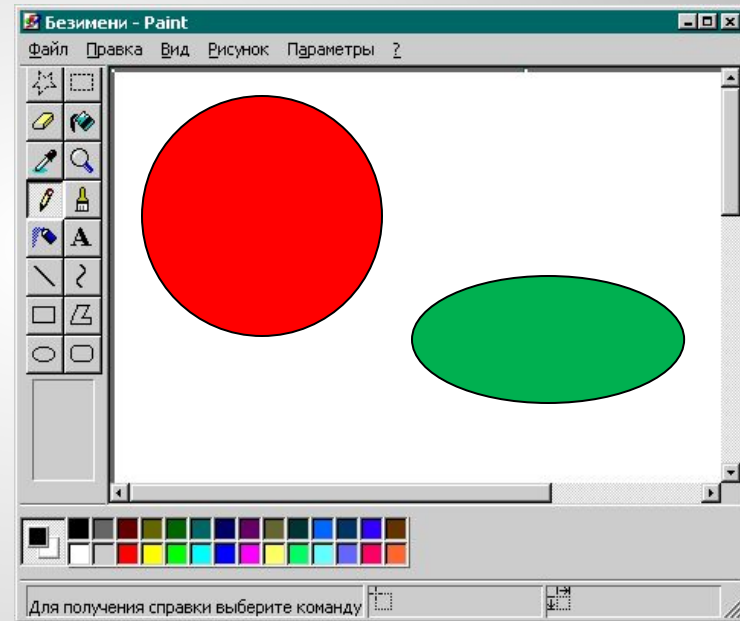 Безимени - Paint
Файл Правка Вид Рисунок Параметры ?
A
Для получения справки выберите команду